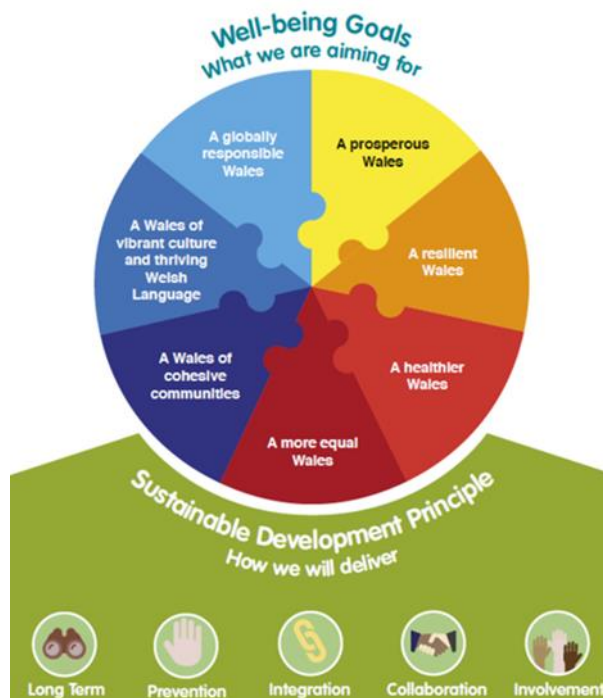 Well-being Goals
What we are aiming for
A globally
responsible
Wales
A prosperous
Wales
A Wales of
vibrant culture
and thriving
Welsh
Language
A resilient
Wales
A Wales of
cohesive
communities
A healthier
Wales
A more equal
Wales
Sustainable Development Principle
How we will deliver
Long Term
Prevention
Integration
Collaboration
Involvement